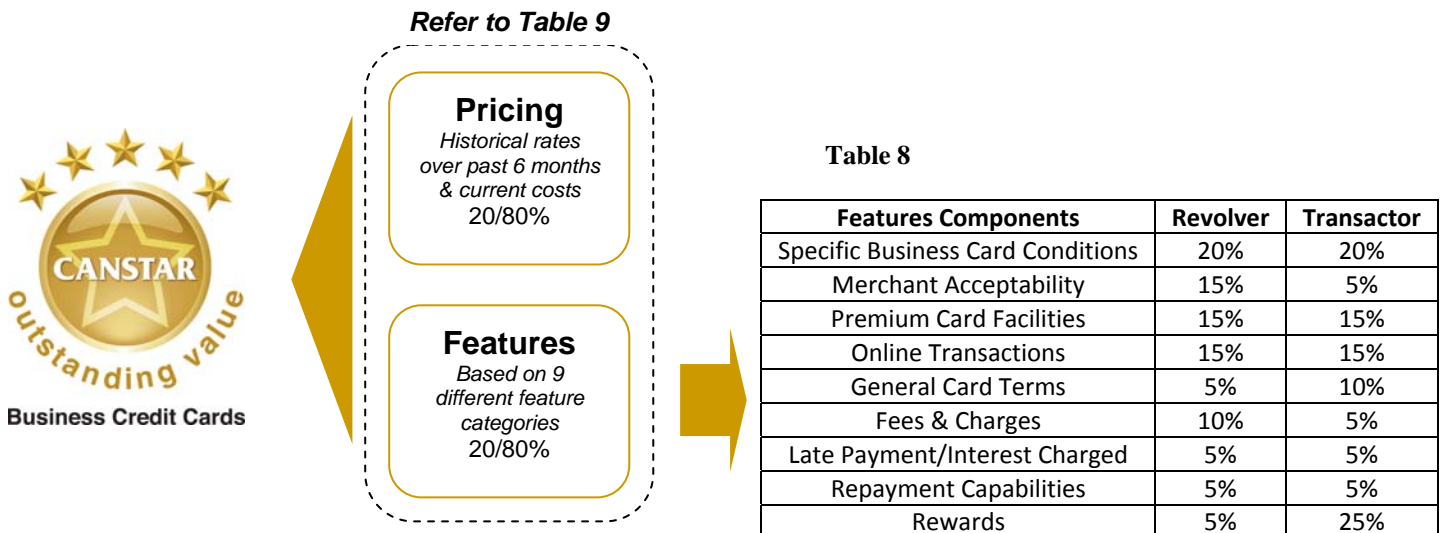 Refer to Table 9
CANSTAR
outstanding value
Business Credit Cards
Pricing
Historical rates
over past 6 months
& current costs
20/80%
Features
Based on 9
different feature
categories
20/80%
Table 8
Features Components Revolver Transactor
Specific Business Card Conditions 20% 20%
Merchant Acceptability 15% 5%
Premium Card Facilities 15% 15%
Online Transactions 15% 15%
General Card Terms 5% 10%
Fees & Charges 10% 5%
Late Payment/Interest Charged 5% 5%
Repayment Capabilities 5% 5%
Rewards 5% 25%